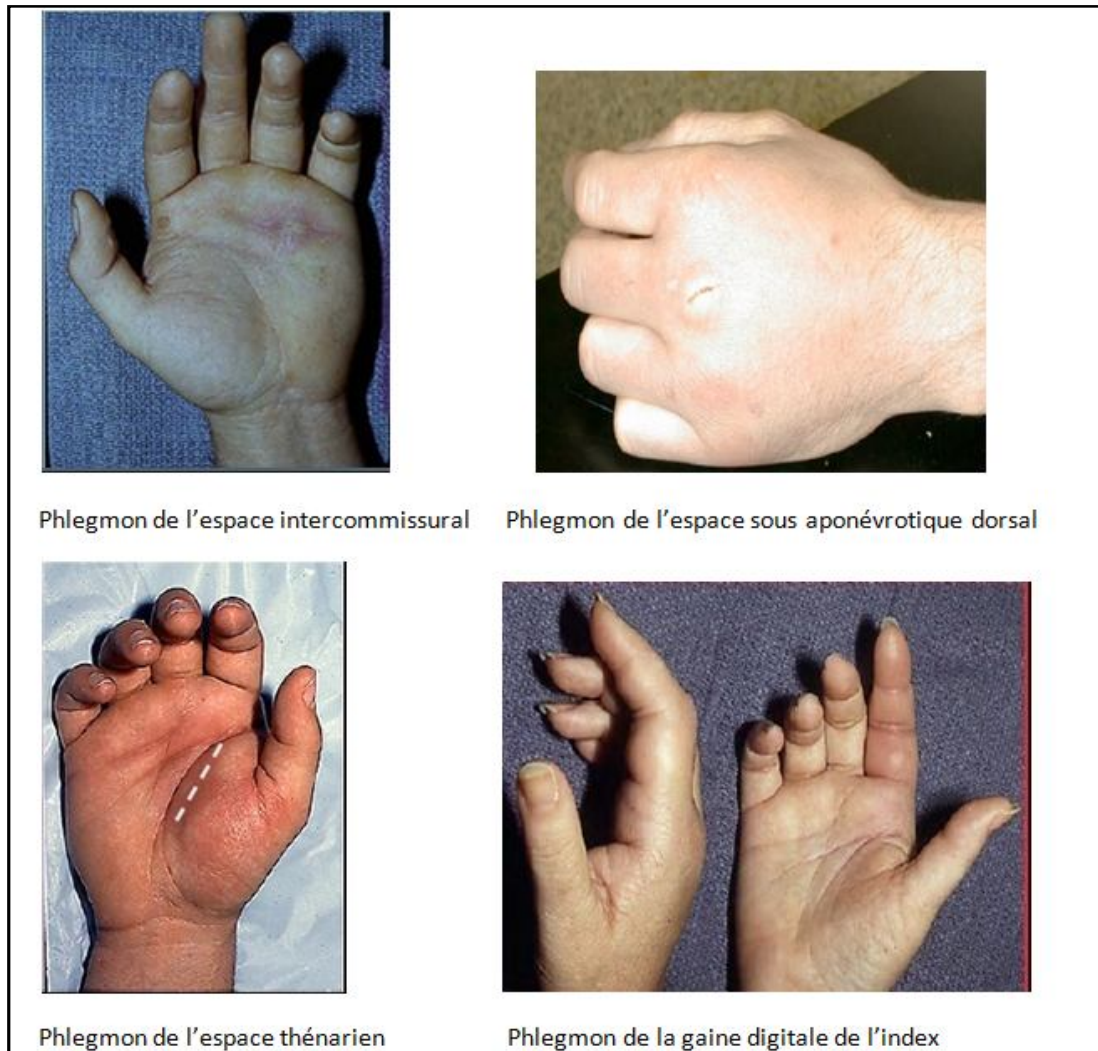 Phlegmon de l’espace intercommissural
Phlegmon de l’espace sous aponévrotique dorsal
Phlegmon de l’espace thénarien
Phlegmon de la gaine digitale de l’index